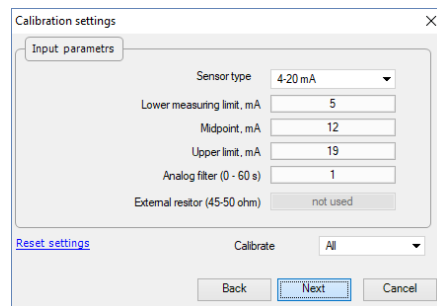 Calibration settings
Input parametrs
Sensor type 4-20 mA
Lower measuring limit, mA 5
Midpoint, mA 12
Upper limit, mA 19
Analog filter (0 - 60 s) 1
External resitor (45-50 ohm) not used
Reset settings Calibrate All
Back Next Cancel